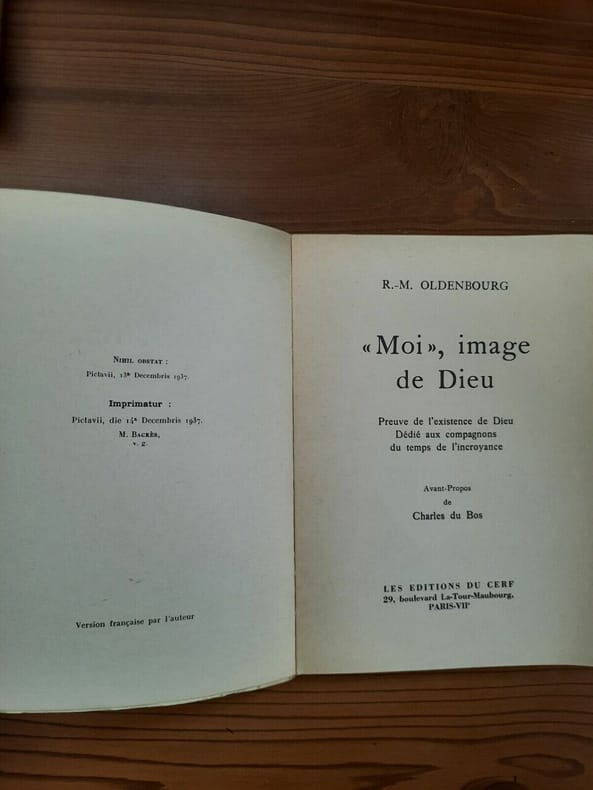 NIHIL OBSTAT :
Pictavii, 13ª Decembris 1937.
Imprimatur :
Pictavii, die 14ª Decembris 1937.
M. BACRÈS,
v. g.
Version française par l'auteur
R.-M. OLDENBOURG
« Moi », image
de Dieu
Preuve de l'existence de Dieu
Dédié aux compagnons
du temps de l'incroyance
Avant-Propos
de
Charles du Bos
LES EDITIONS DU CERF
29, boulevard La-Tour-Maubourg,
PARIS-VIIᵉ